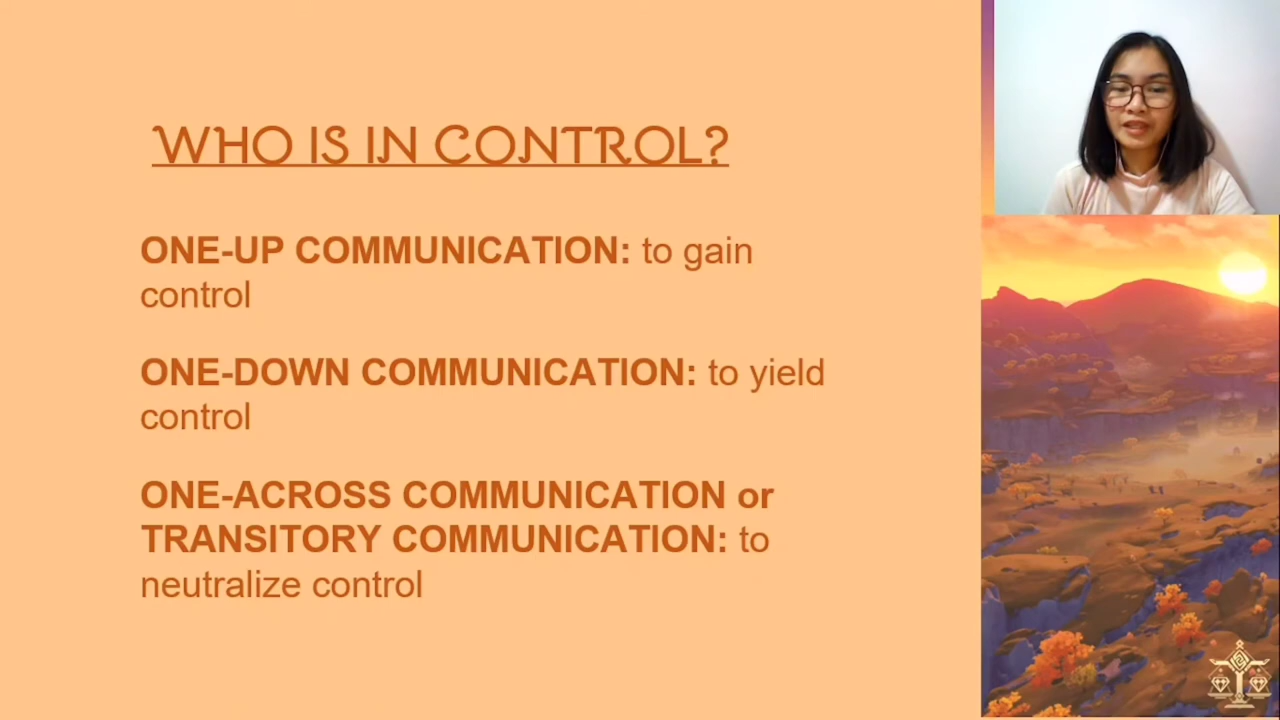 WHO IS IN CONTROL?
ONE-UP COMMUNICATION: to gain
control
ONE-DOWN COMMUNICATION: to yield
control
ONE-ACROSS COMMUNICATION or
TRANSITORY COMMUNICATION: to
neutralize control